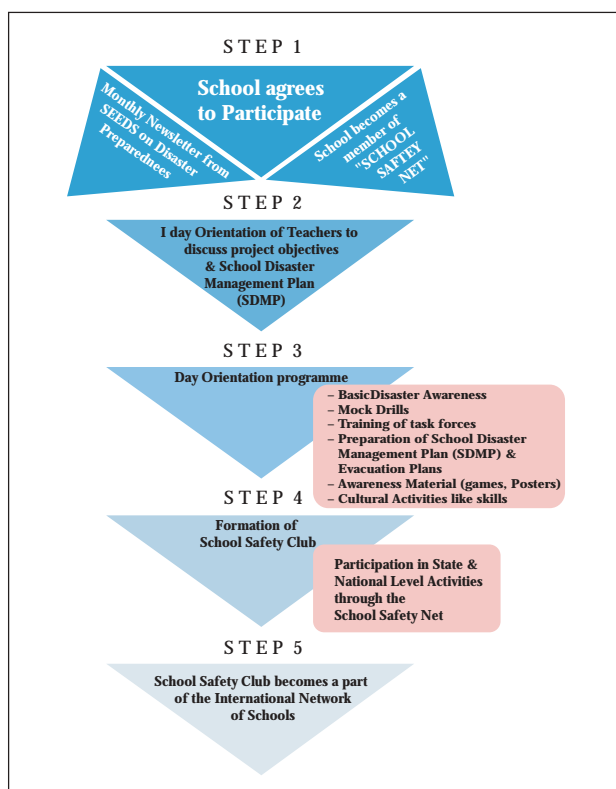 STEP 1
School agrees
to Participate
Monthly Newsletter from
SEEDS on Disaster
Preparednees
School becomes a
member of
"SCHOOL
SAFTEY
NET"
STEP 2
I day Orientation of Teachers to
discuss project objectives
& School Disaster
Management Plan
(SDMP)
STEP 3
Day Orientation programme
– BasicDisaster Awareness
– Mock Drills
– Training of task forces
– Preparation of School Disaster
Management Plan (SDMP) &
Evacuation Plans
– Awareness Material (games, Posters)
– Cultural Activities like skills
STEP 4
Formation of
School Safety Club
Participation in State &
National Level Activities
through the
School Safety Net
STEP 5
School Safety Club becomes a part
of the International Network
of Schools